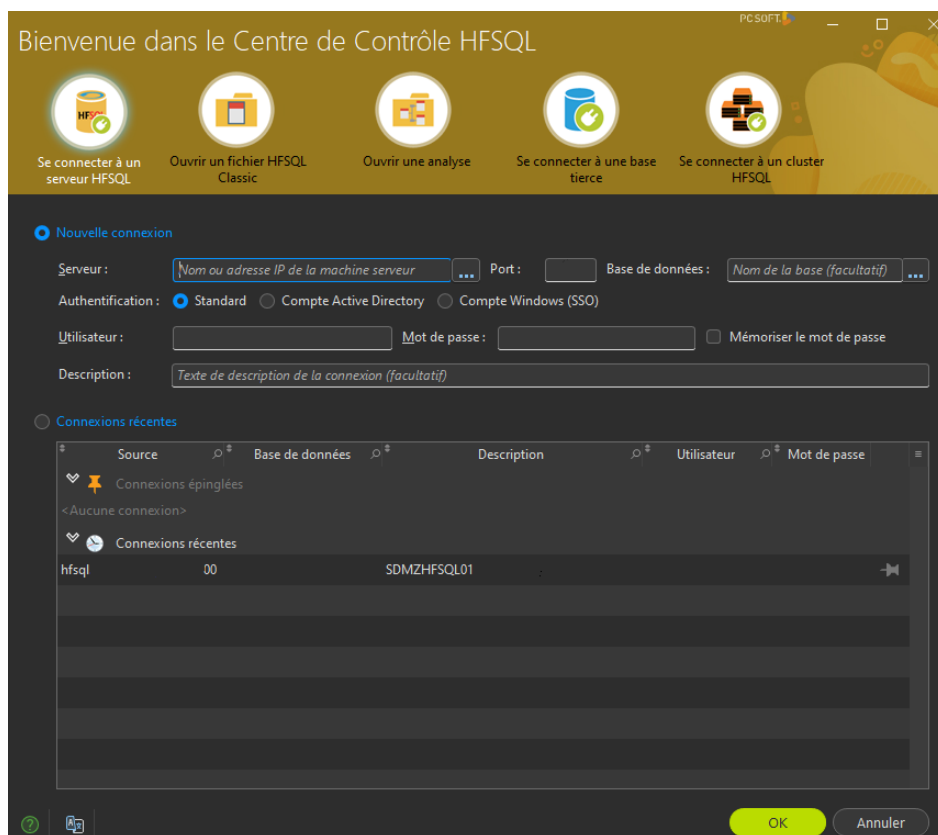 PC SOFT
Bienvenue dans le Centre de Contrôle HFSQL
HFSQL
Se connecter à un serveur HFSQL
Ouvrir un fichier HFSQL Classic
Ouvrir une analyse
Se connecter à une base tierce
Se connecter à un cluster HFSQL
Nouvelle connexion
Serveur : Nom ou adresse IP de la machine serveur ... Port : Base de données : Nom de la base (facultatif) ...
Authentification : Standard Compte Active Directory Compte Windows (SSO)
Utilisateur : Mot de passe : Mémoriser le mot de passe
Description : Texte de description de la connexion (facultatif)
Connexions récentes
Source Base de données Description Utilisateur Mot de passe
Connexions épinglées
<Aucune connexion>
Connexions récentes
hfsql 00 SDMZHFSQL01
OK Annuler